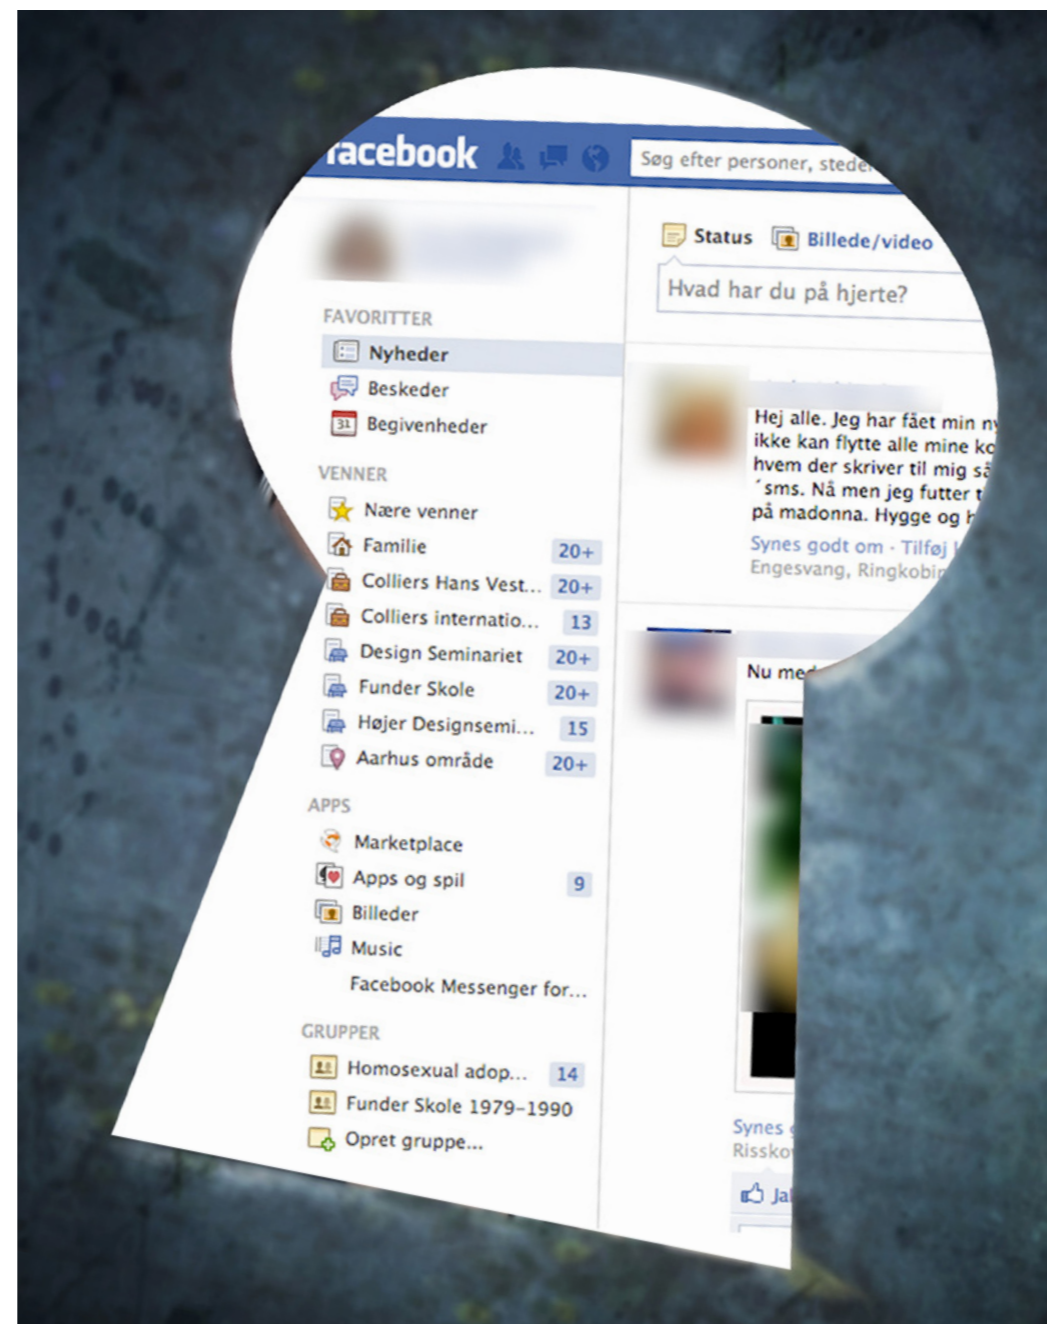 facebook
Søg efter personer, steder
Status
Billede/video
Hvad har du på hjerte?
FAVORITTER
Nyheder
Beskeder
Begivenheder
VENNER
Nære venner
Familie 20+
Colliers Hans Vest... 20+
Colliers internatio... 13
Design Seminariet 20+
Funder Skole 20+
Højer Designsemi... 15
Aarhus område 20+
APPS
Marketplace
Apps og spil 9
Billeder
Music
Facebook Messenger for...
GRUPPER
Homosexual adop... 14
Funder Skole 1979-1990
Opret gruppe...
Hej alle. Jeg har fået min
ikke kan flytte alle mine
hvem der skriver til mig så
´sms. Nå men jeg futter
på madonna. Hygge og
Synes godt om · Tilføj
Engesvang,
Nu
Synes